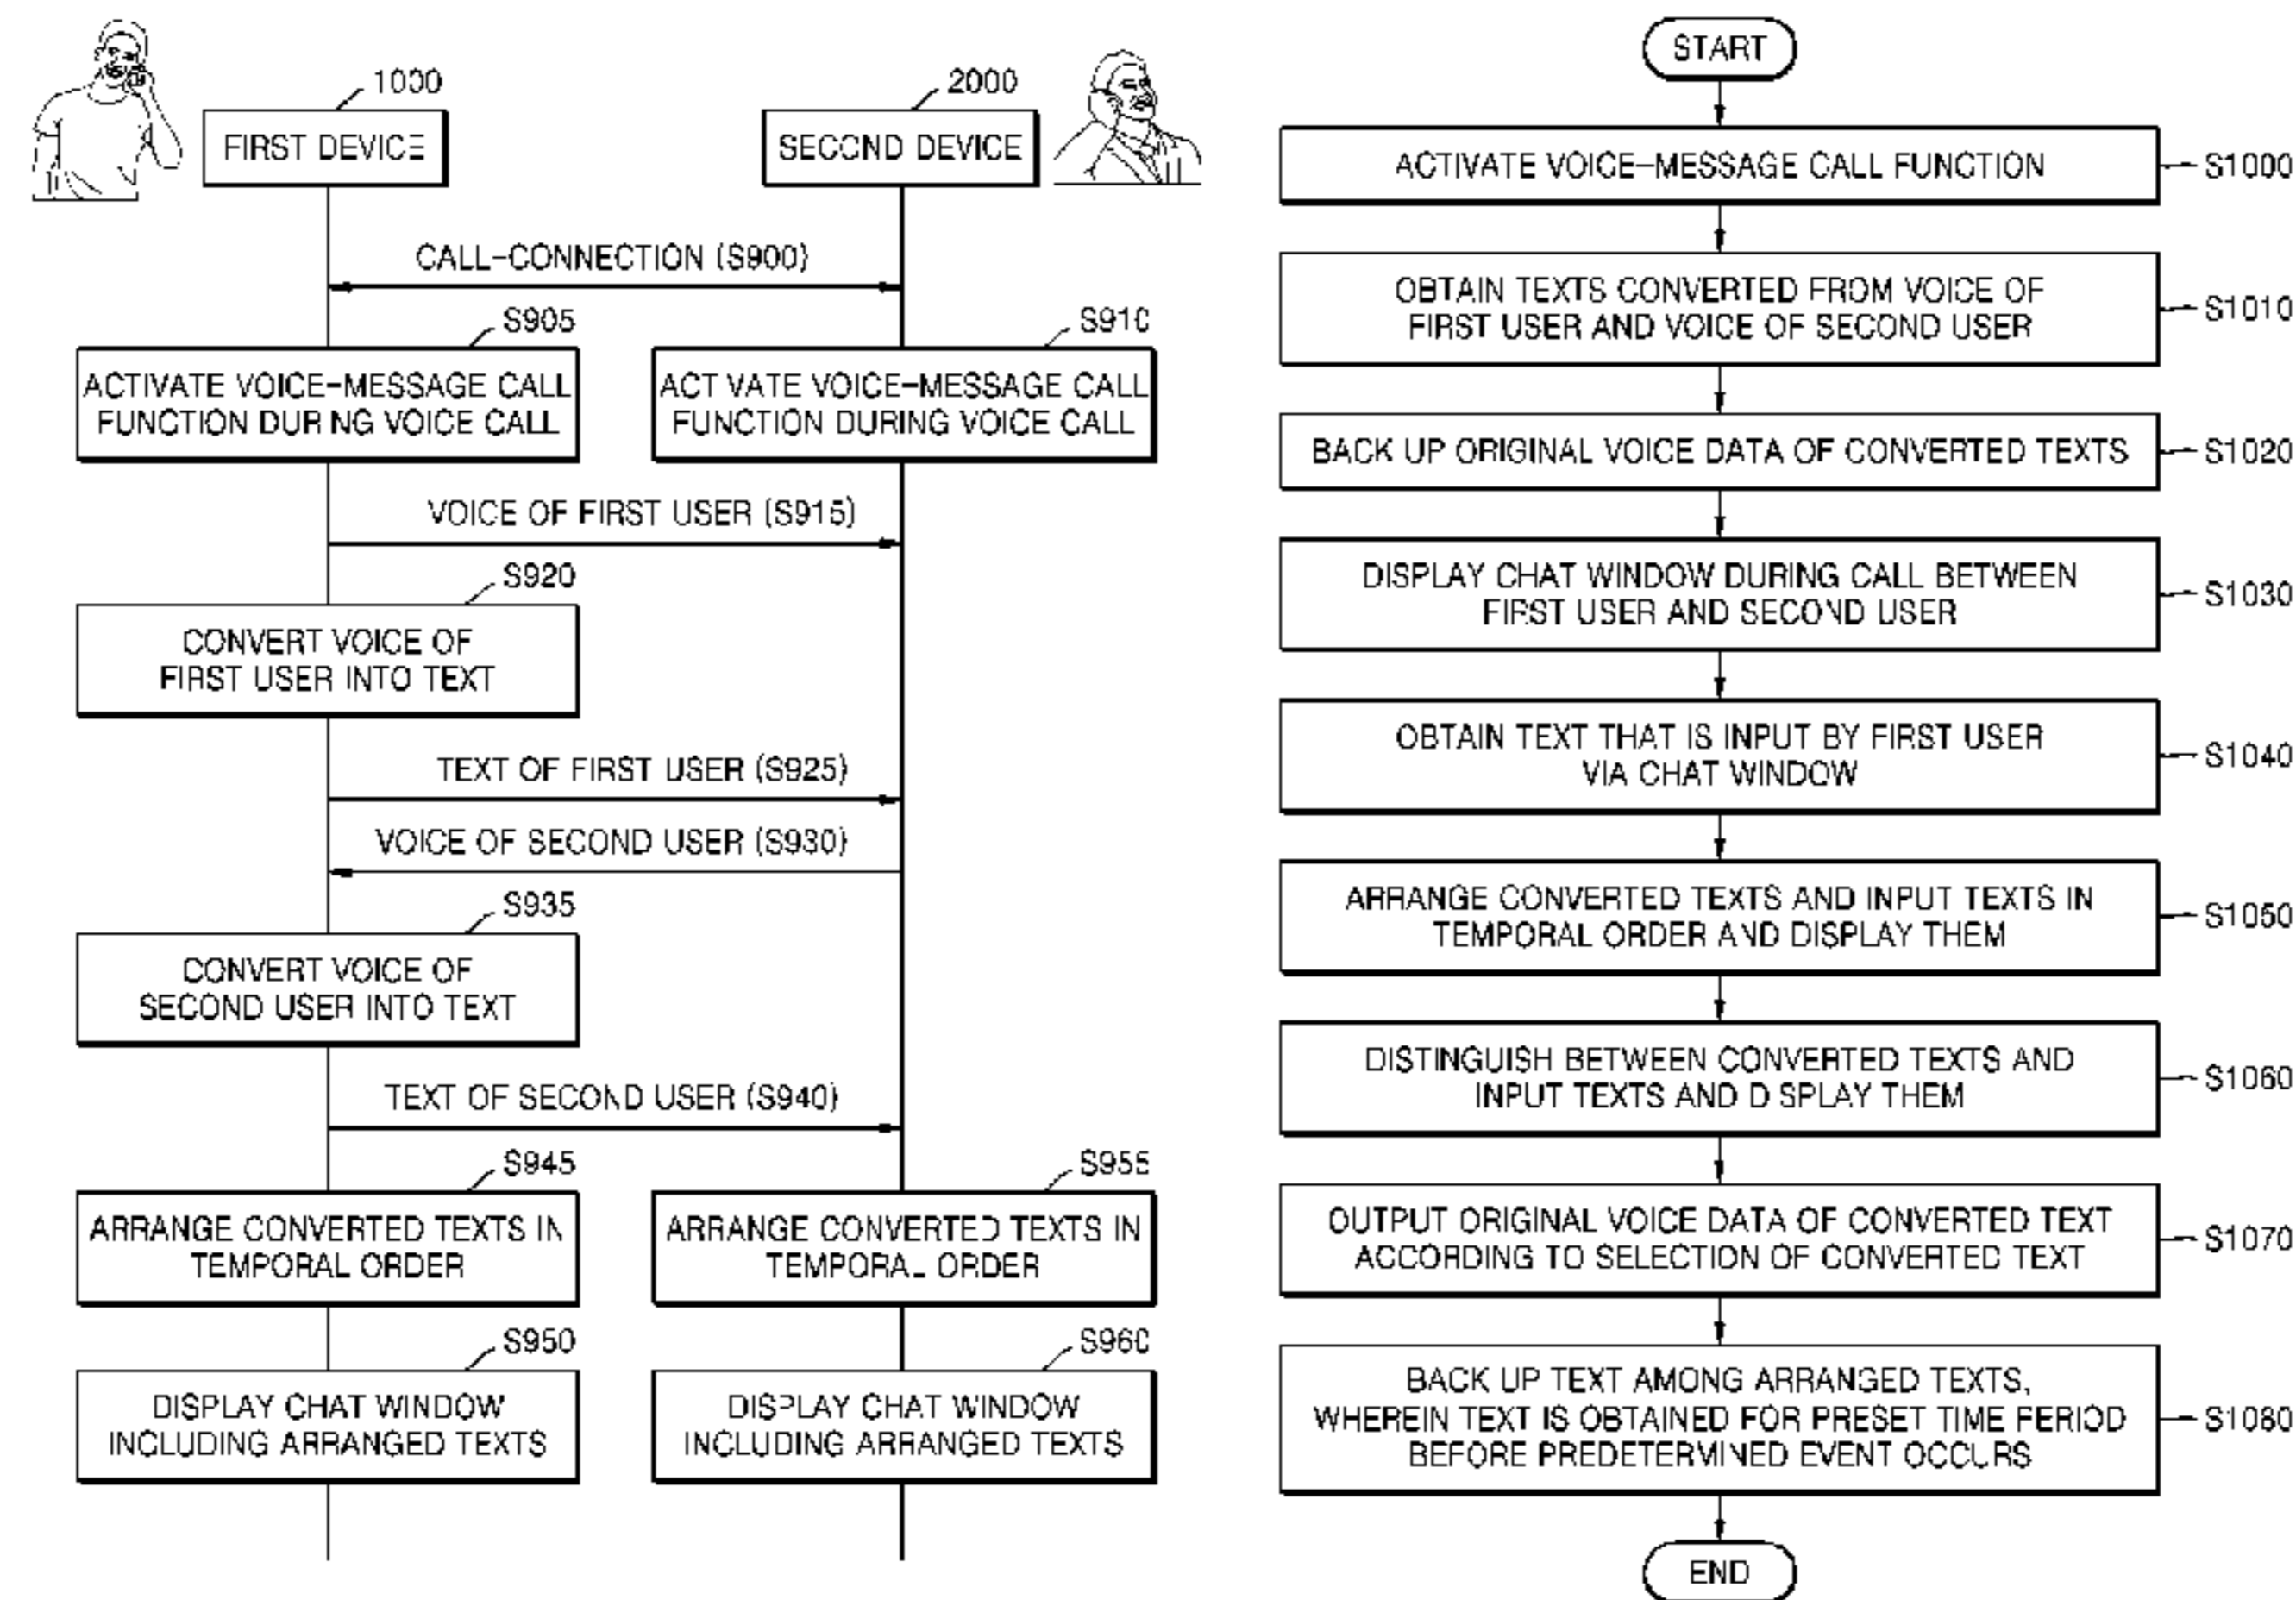 1000
FIRST DEVICE
2000
SECOND DEVICE
CALL-CONNECTION (S900)
S905
ACTIVATE VOICE-MESSAGE CALL
FUNCTION DURING VOICE CALL
S910
ACTIVATE VOICE-MESSAGE CALL
FUNCTION DURING VOICE CALL
VOICE OF FIRST USER (S915)
S920
CONVERT VOICE OF
FIRST USER INTO TEXT
TEXT OF FIRST USER (S925)
VOICE OF SECOND USER (S930)
S935
CONVERT VOICE OF
SECOND USER INTO TEXT
TEXT OF SECOND USER (S940)
S945
ARRANGE CONVERTED TEXTS IN
TEMPORAL ORDER
S955
ARRANGE CONVERTED TEXTS IN
TEMPORAL ORDER
S950
DISPLAY CHAT WINDOW
INCLUDING ARRANGED TEXTS
S960
DISPLAY CHAT WINDOW
INCLUDING ARRANGED TEXTS
START
ACTIVATE VOICE-MESSAGE CALL FUNCTION
S1000
OBTAIN TEXTS CONVERTED FROM VOICE OF
FIRST USER AND VOICE OF SECOND USER
S1010
BACK UP ORIGINAL VOICE DATA OF CONVERTED TEXTS
S1020
DISPLAY CHAT WINDOW DURING CALL BETWEEN
FIRST USER AND SECOND USER
S1030
OBTAIN TEXT THAT IS INPUT BY FIRST USER
VIA CHAT WINDOW
S1040
ARRANGE CONVERTED TEXTS AND INPUT TEXTS IN
TEMPORAL ORDER AND DISPLAY THEM
S1050
DISTINGUISH BETWEEN CONVERTED TEXTS AND
INPUT TEXTS AND DISPLAY THEM
S1060
OUTPUT ORIGINAL VOICE DATA OF CONVERTED TEXT
ACCORDING TO SELECTION OF CONVERTED TEXT
S1070
BACK UP TEXT AMONG ARRANGED TEXTS,
WHEREIN TEXT IS OBTAINED FOR PRESET TIME PERIOD
BEFORE PREDETERMINED EVENT OCCURS
S1080
END